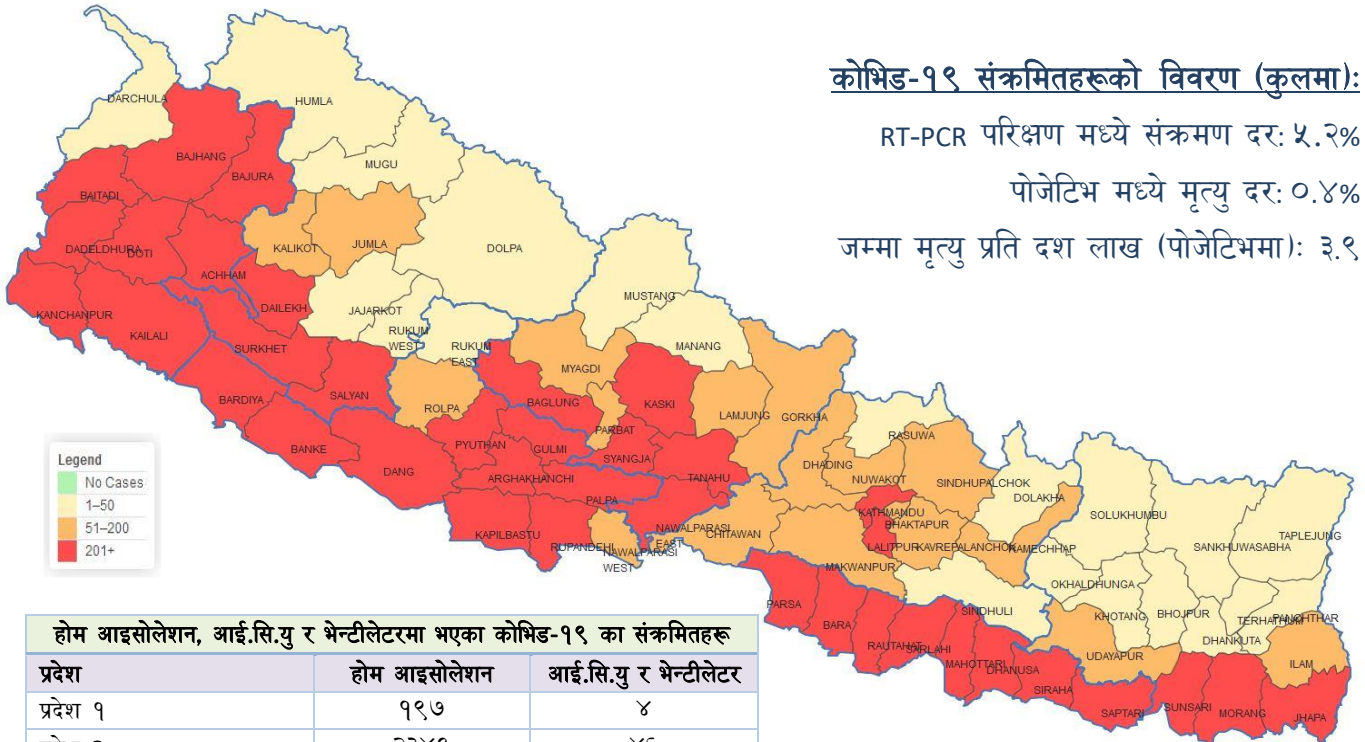 कोभिड-१९ संक्रमितहरूको विवरण (कुलमा):
RT-PCR परिक्षण मध्ये संक्रमण दर: ५.२%
पोजेटिभ मध्ये मृत्यु दर: ०.४%
जम्मा मृत्यु प्रति दश लाख (पोजेटिभमा): ३.९
DARCHULA
HUMLA
BAJHANG
MUGU
BAJURA
BAITADI
DADELDHURA
DOTI
KALIKOT
JUMLA
DOLPA
ACHHAM
MUSTANG
KANCHANPUR
DAILEKH
JAJARKOT
KAILALI
RUKUM
WEST
SURKHET
RUKUM
EAST
MANANG
MYAGDI
BARDIYA
SALYAN
ROLPA
BAGLUNG
KASKI
LAMJUNG
GORKHA
PARBAT
RASUWA
BANKE
PYUTHAN
GULMI
SYANGJA
DHADING
DANG
ARGHAKHANCHI
TANAHU
NUWAKOT
SINDHUPALCHOK
DOLAKHA
PALPA
KATHMANDU
BHAKTAPUR
SOLUKHUMBU
KAPILBASTU
NAWALPARASI
EAST
CHITAWAN
TAPLEJUNG
RUPANDEHI
NAWALPARASI
WEST
LALITPUR
KAVREPALANCHOK
RAMECHHAP
SANKHUWASABHA
MAKWANPUR
OKHALDHUNGA
PARSA
SINDHULI
KHOTANG
BHOJPUR
TERHATHUM
PANCHTHAR
BARA
DHANKUTA
RAUTAHAT
SARLAHI
UDAYAPUR
ILAM
MAHOTTARI
DHANUSA
SIRAHA
SAPTARI
SUNSARI
MORANG
JHAPA
Legend
No Cases
1–50
51–200
201+
होम आइसोलेशन, आई.सि.यु र भेन्टीलेटरमा भएका कोभिड-१९ का संक्रमितहरू
प्रदेश होम आइसोलेशन आई.सि.यु र भेन्टीलेटर
प्रदेश १ १९७ ४